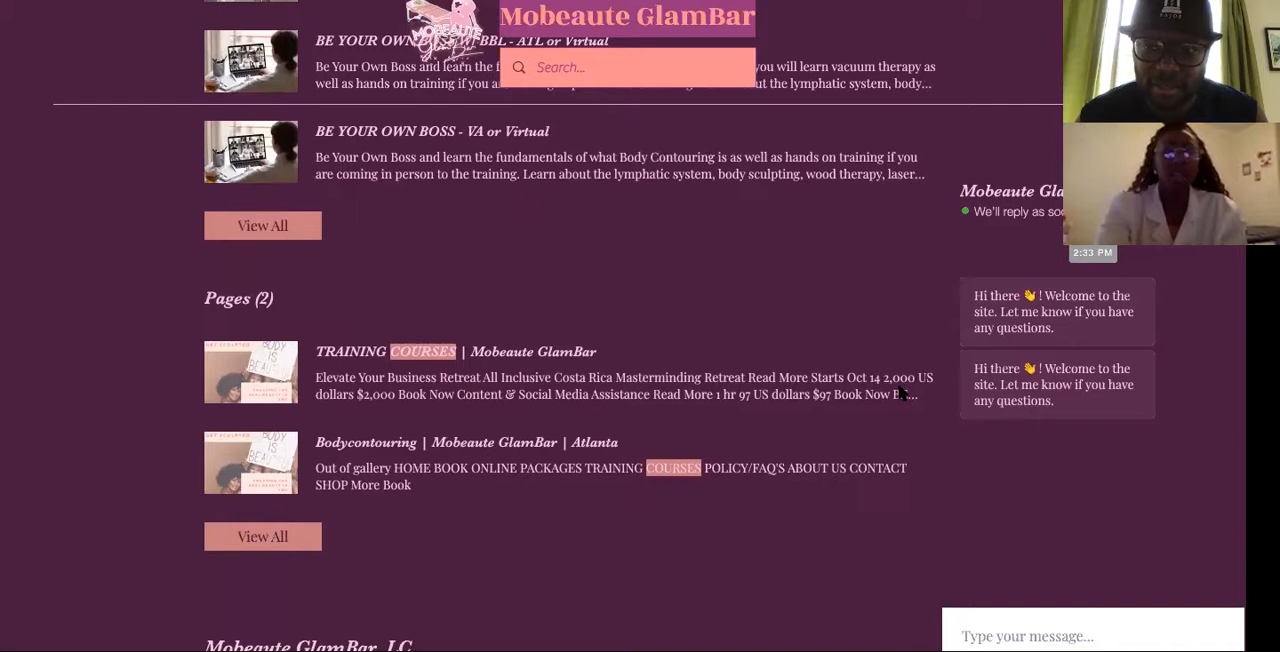 MOBEAUTE
GlamBar
Mobeaute GlamBar
Search...
BE YOUR OWN BBL - ATL or Virtual
Be Your Own Boss and learn the f you will learn vacuum therapy as
well as hands on training if you a ut the lymphatic system, body...
BE YOUR OWN BOSS - VA or Virtual
Be Your Own Boss and learn the fundamentals of what Body Contouring is as well as hands on training if you
are coming in person to the training. Learn about the lymphatic system, body sculpting, wood therapy, laser...
View All
Pages (2)
TRAINING COURSES | Mobeaute GlamBar
Elevate Your Business Retreat All Inclusive Costa Rica Masterminding Retreat Read More Starts Oct 14 2,000 US
dollars $2,000 Book Now Content & Social Media Assistance Read More 1 hr 97 US dollars $97 Book Now
Bodycontouring | Mobeaute GlamBar | Atlanta
Out of gallery HOME BOOK ONLINE PACKAGES TRAINING COURSES POLICY/FAQ'S ABOUT US CONTACT
SHOP More Book
View All
Mobeaute GlamBar, LC
Mobeaute Gla
We'll reply as soo
2:33 PM
Hi there 👋 ! Welcome to the
site. Let me know if you have
any questions.
Hi there 👋 ! Welcome to the
site. Let me know if you have
any questions.
Type your message...